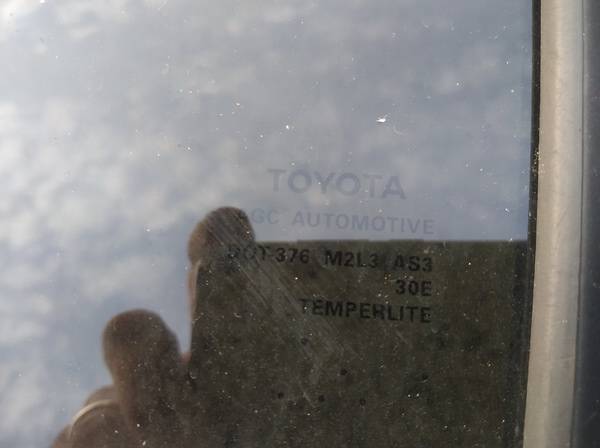 TOYOTA
AGC AUTOMOTIVE
DOT-376 M2L3 AS3
30E
TEMPERLITE